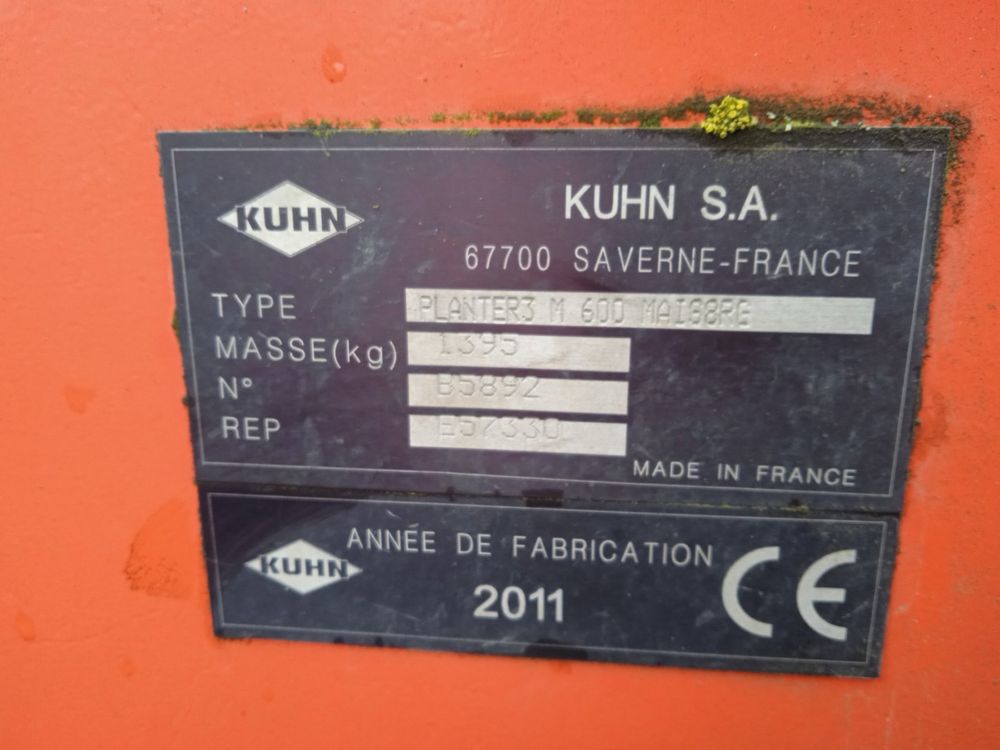 KUHN
KUHN S.A.
67700 SAVERNE-FRANCE
TYPE PLANTER3 M 600 MAIS8RG
MASSE(kg) 1395
N° B5892
REP E57330
MADE IN FRANCE
KUHN
ANNÉE DE FABRICATION
2011
CE